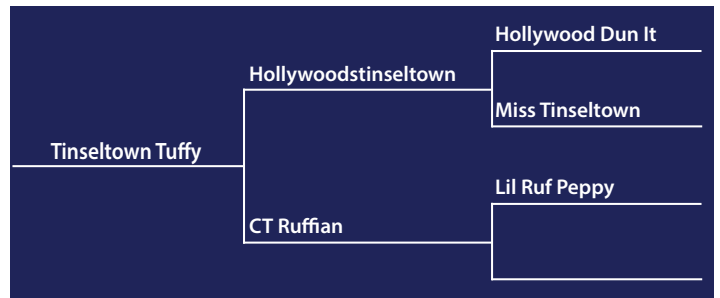 Hollywood Dun It
Hollywoodstinseltown
Miss Tinseltown
Tinseltown Tuffy
Lil Ruf Peppy
CT Ruffian